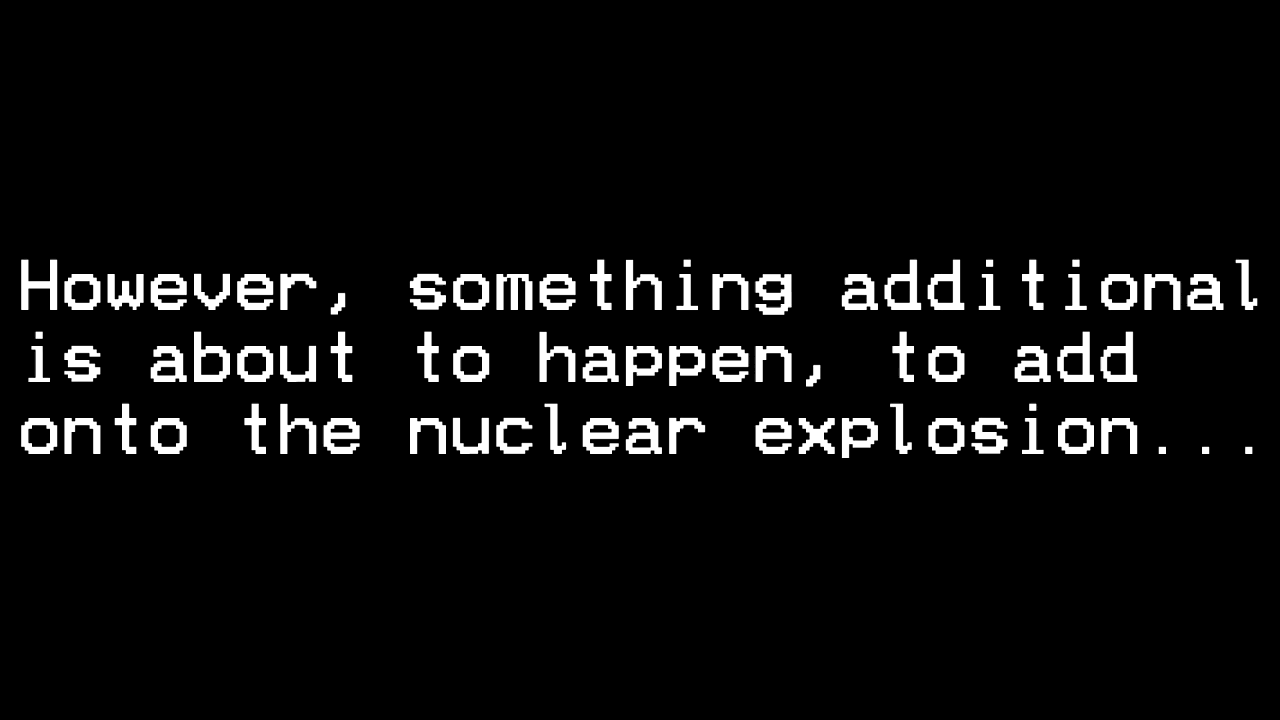 However, something additional
is about to happen, to add
onto the nuclear explosion...